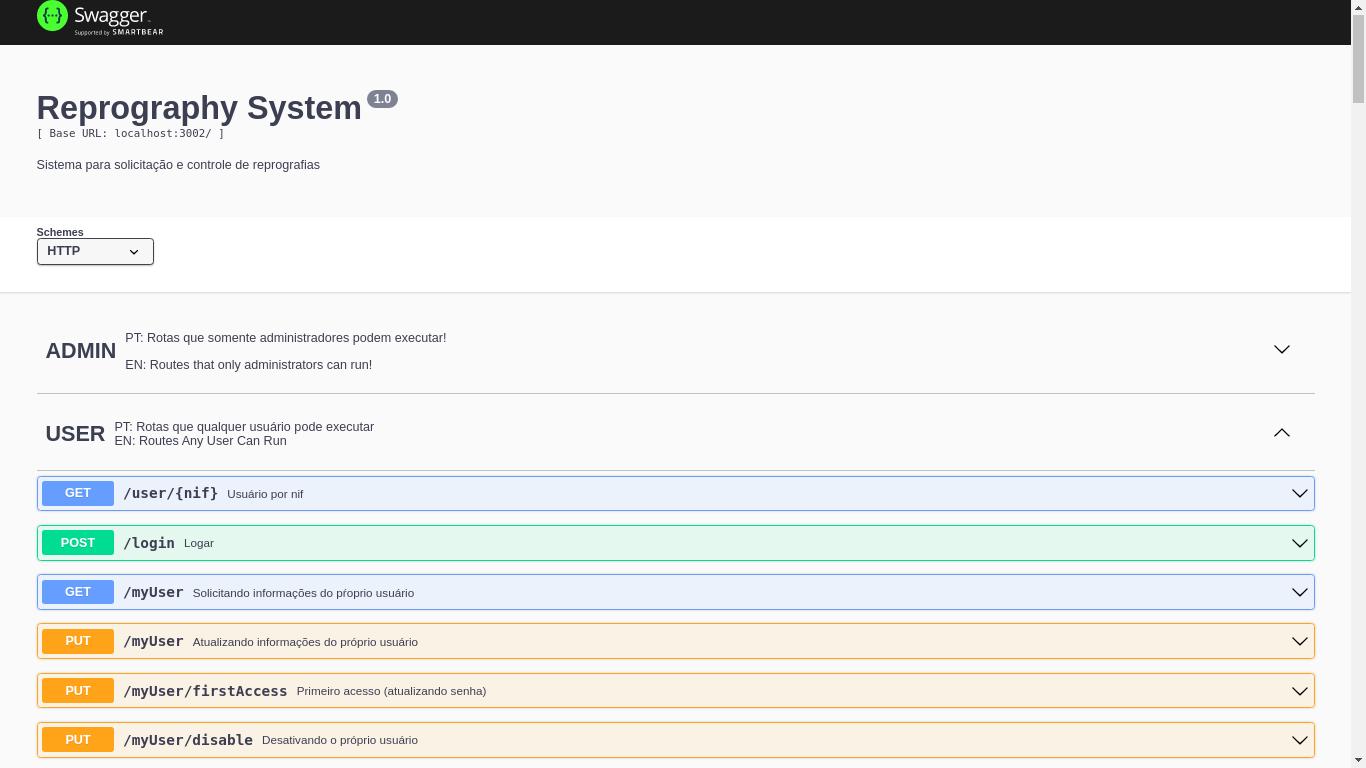 Swagger
Supported by SMARTBEAR
Reprography System 1.0
[ Base URL: localhost:3002/ ]
Sistema para solicitação e controle de reprografias
Schemes
HTTP
ADMIN
PT: Rotas que somente administradores podem executar!
EN: Routes that only administrators can run!
USER
PT: Rotas que qualquer usuário pode executar
EN: Routes Any User Can Run
GET /user/{nif} Usuário por nif
POST /login Logar
GET /myUser Solicitando informações do pŕoprio usuário
PUT /myUser Atualizando informações do próprio usuário
PUT /myUser/firstAccess Primeiro acesso (atualizando senha)
PUT /myUser/disable Desativando o próprio usuário